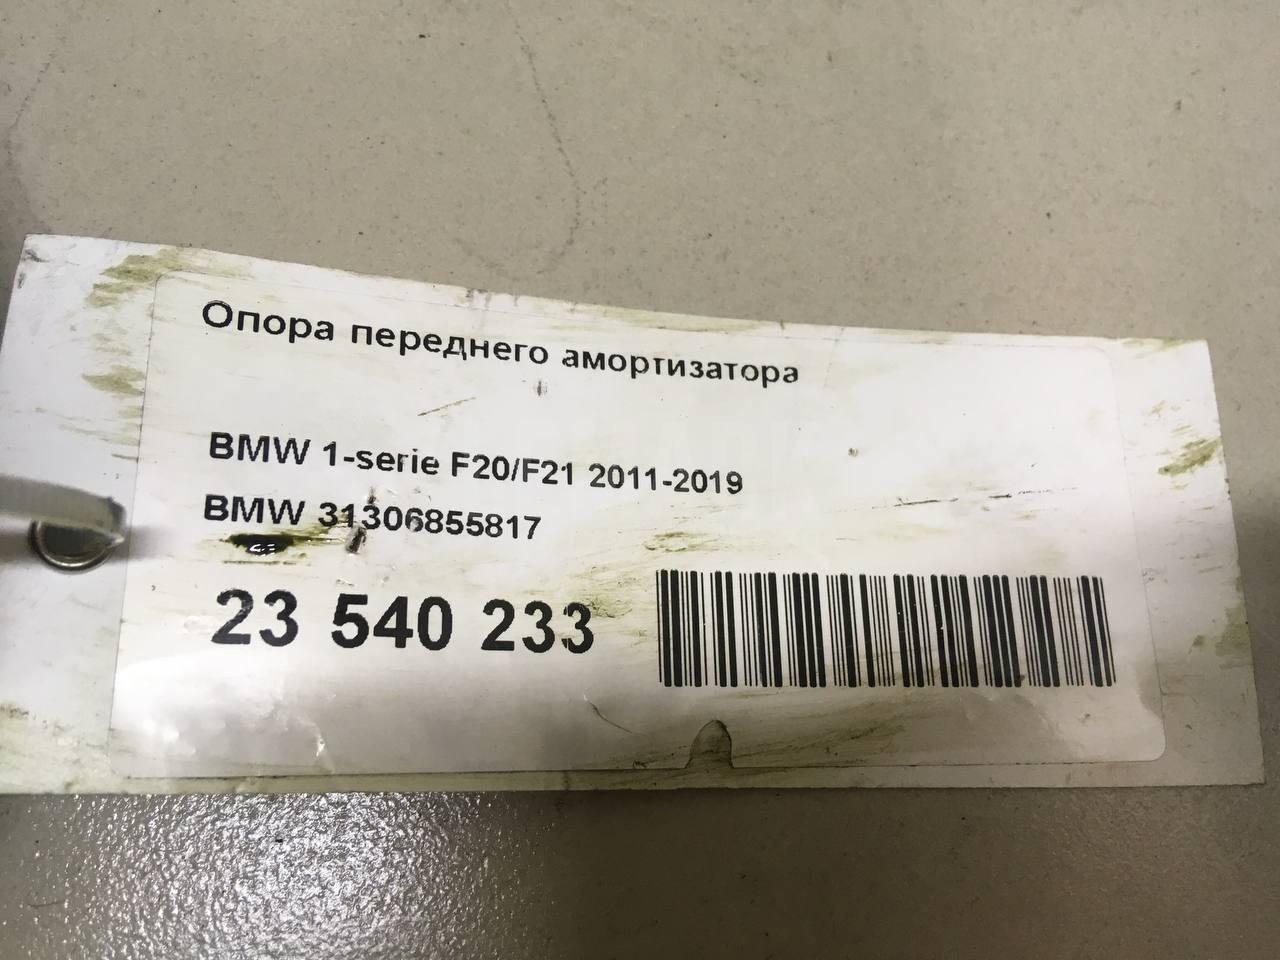 Опора переднего амортизатора
BMW 1-serie F20/F21 2011-2019
BMW 31306855817
23 540 233